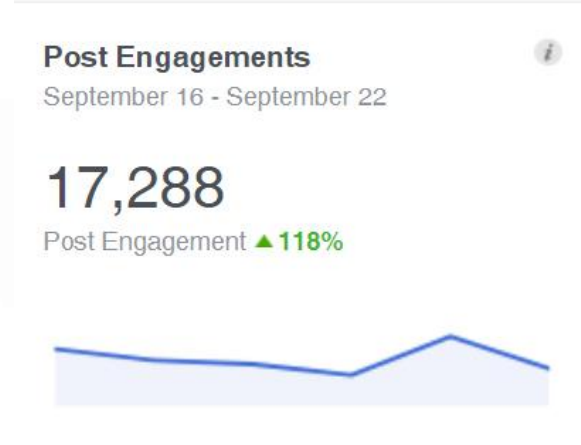 Post Engagements
i
September 16 - September 22
17,288
Post Engagement ▲ 118%